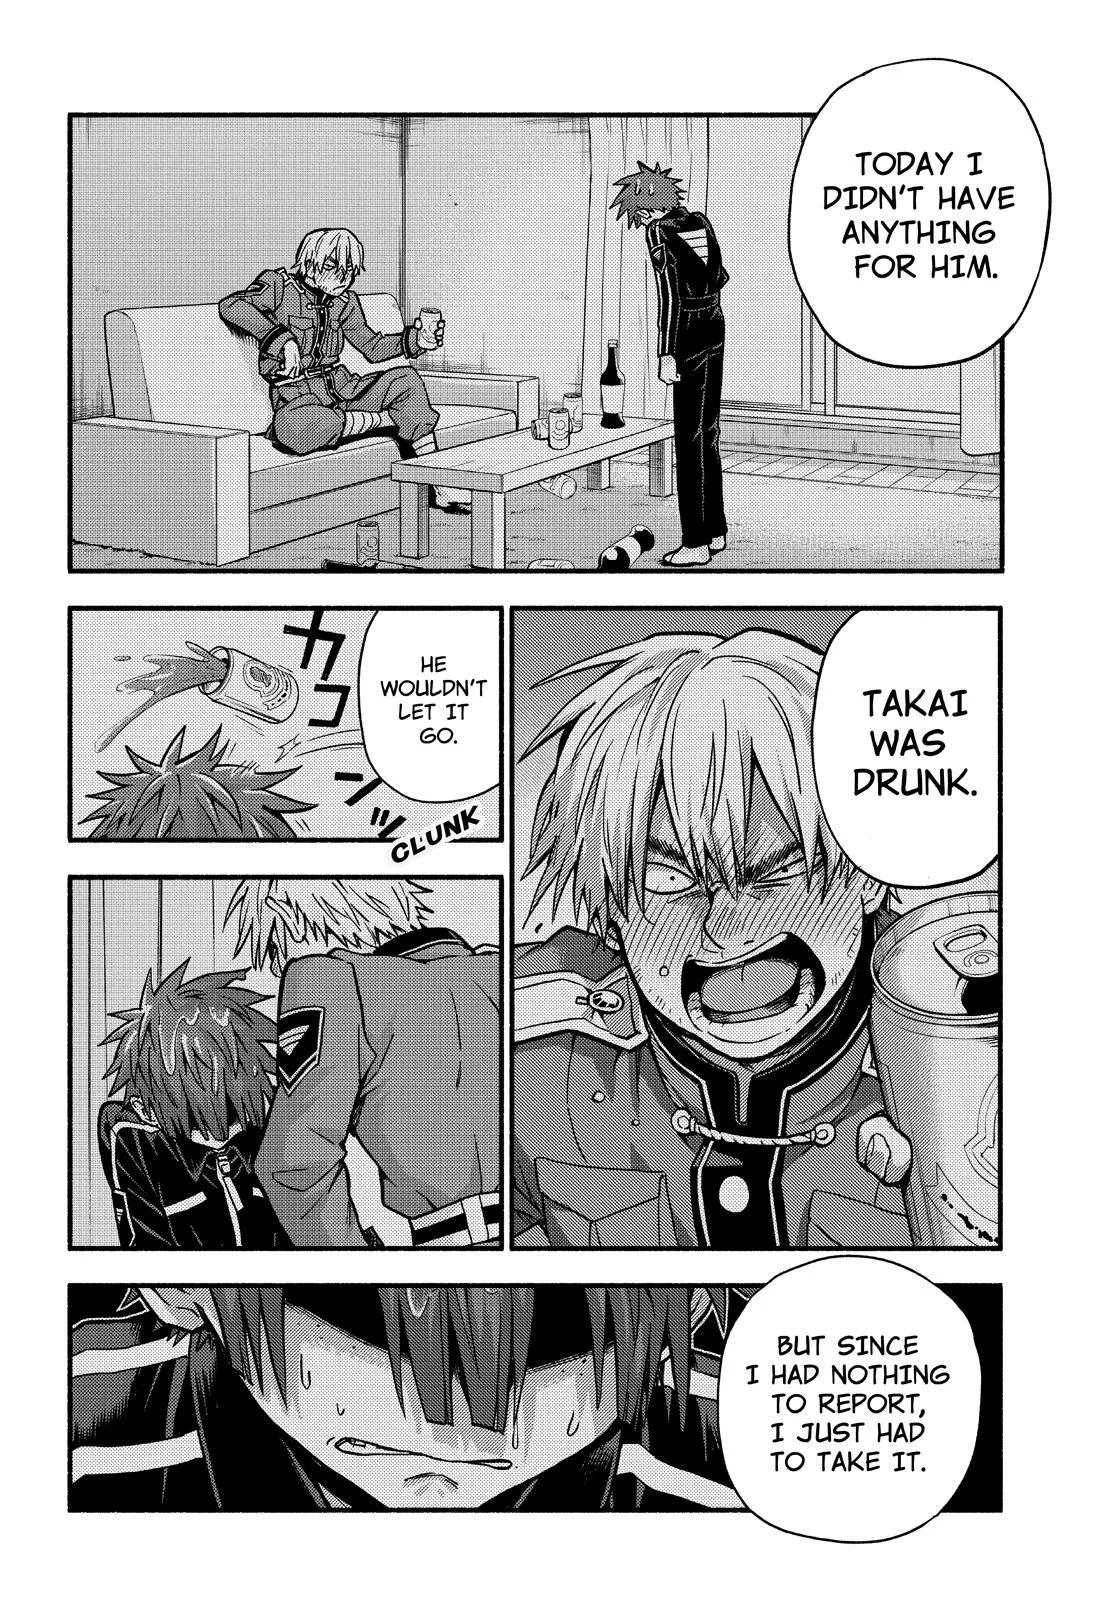 TODAY I
DIDN'T HAVE
ANYTHING
FOR HIM.
TAKAI
WAS
DRUNK.
HE
WOULDN'T
LET IT
GO.
カコンッ
CLUNK
BUT SINCE
I HAD NOTHING
TO REPORT,
I JUST HAD
TO TAKE IT.